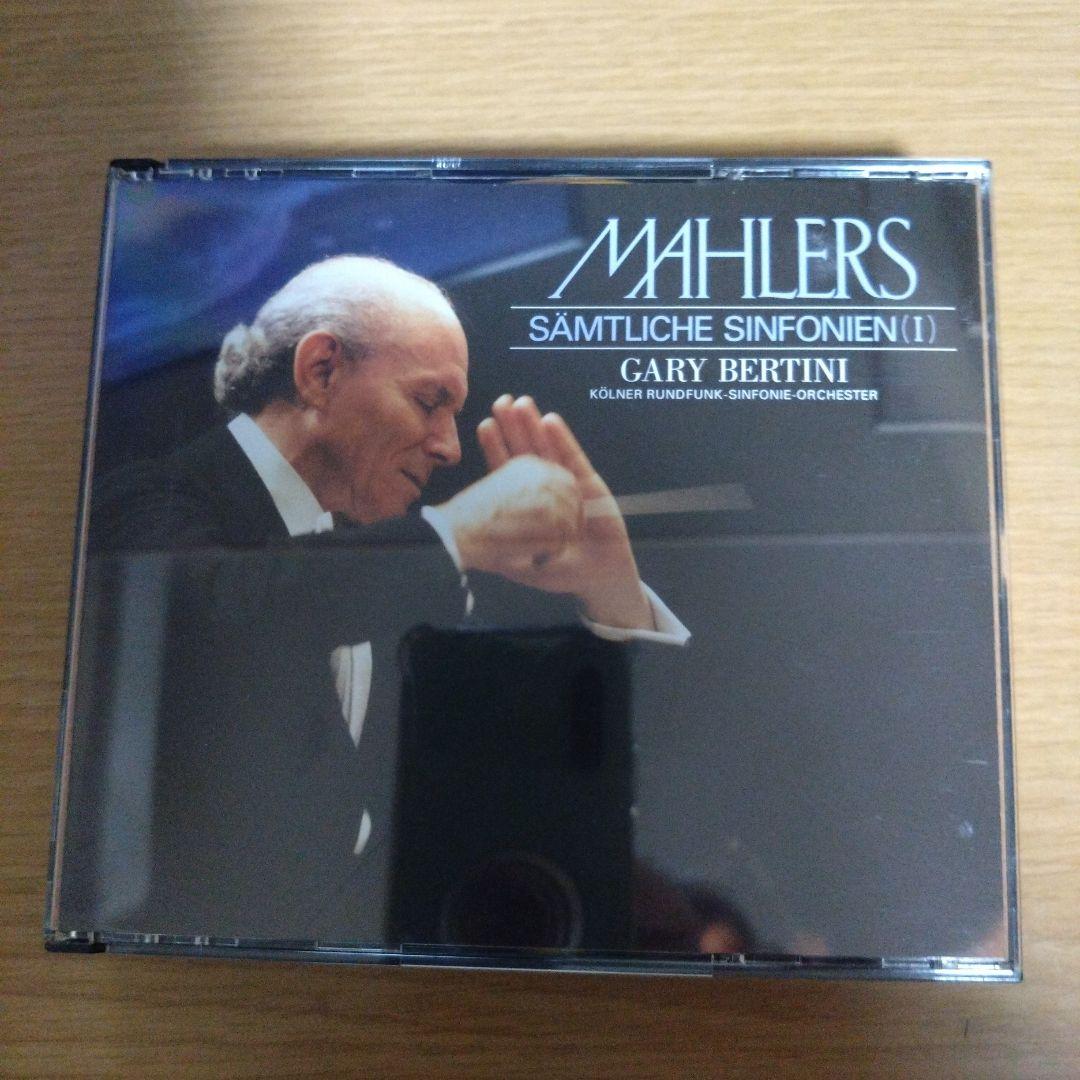 MAHLERS
SÄMTLICHE SINFONIEN(I)
GARY BERTINI
KÖLNER RUNDFUNK-SINFONIE-ORCHESTER